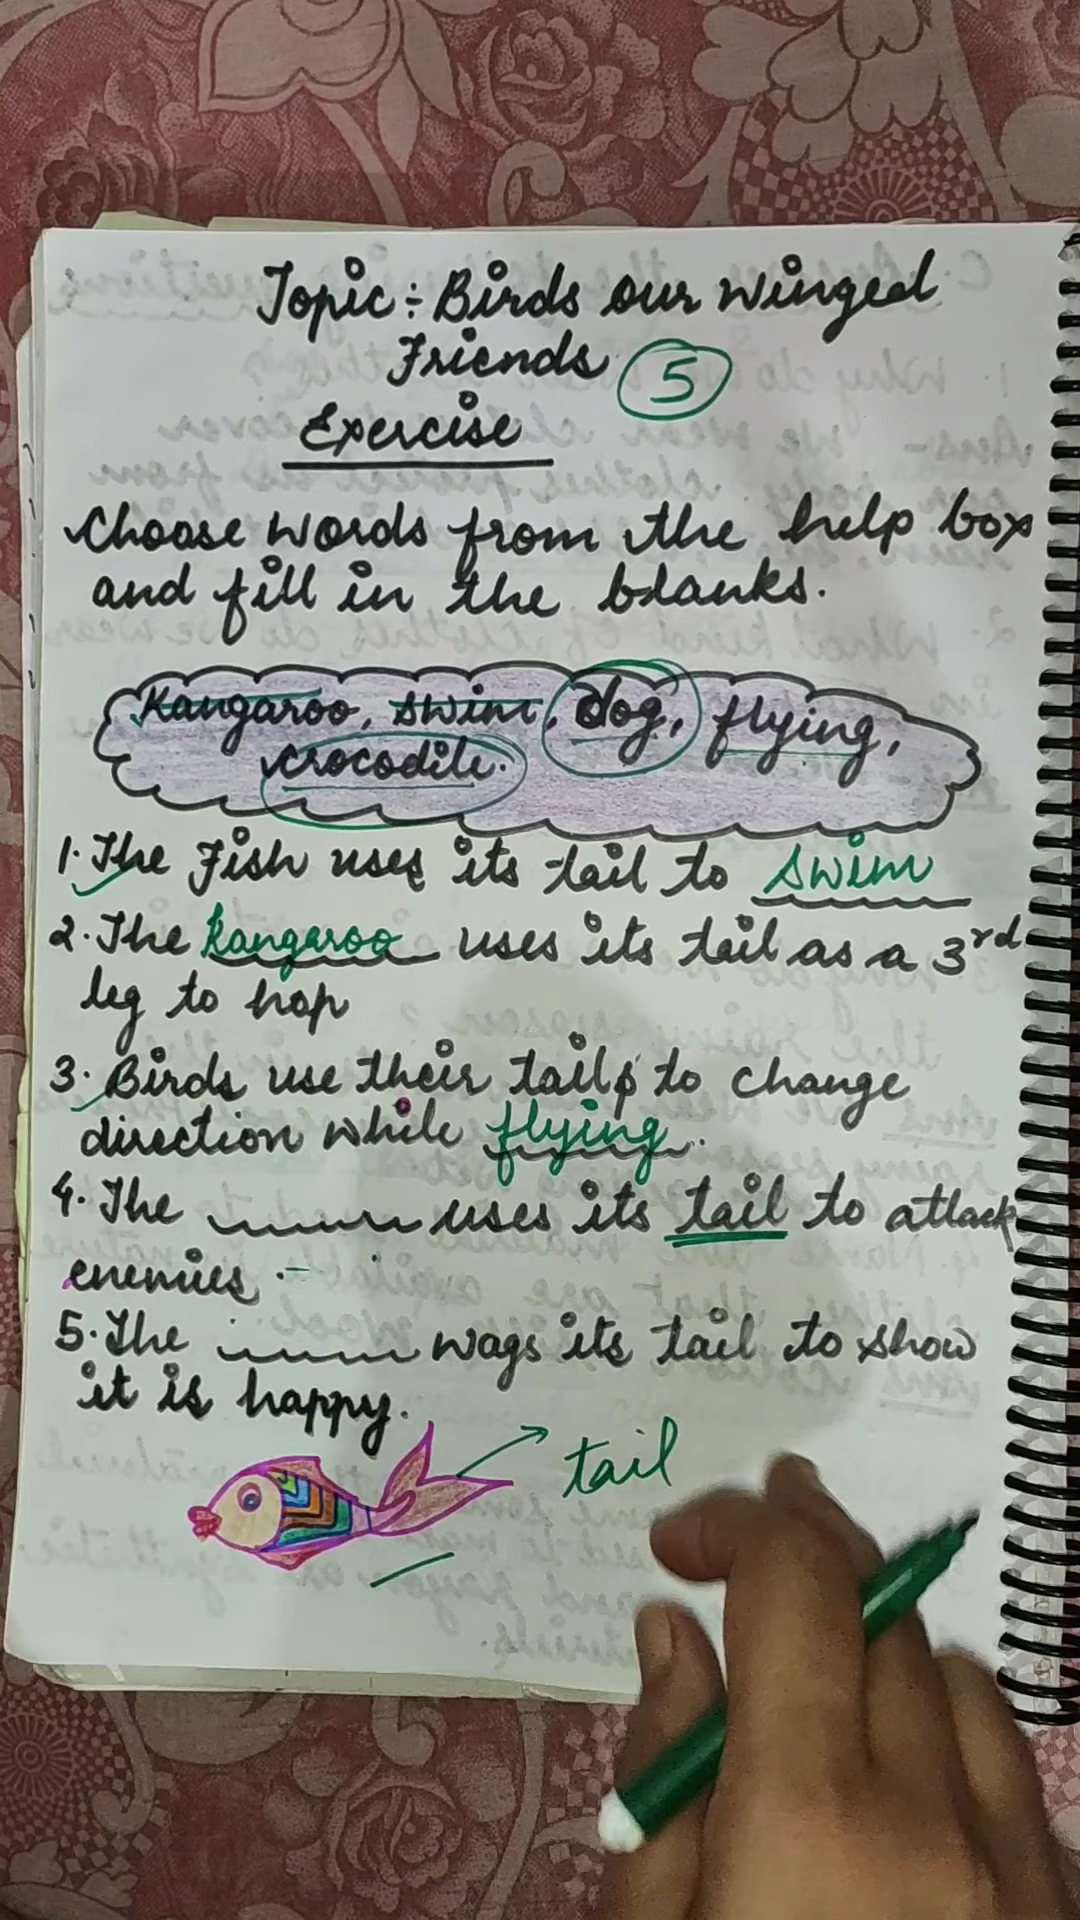 Topic :- Birds our winged
Friends 5
Exercise
Choose words from the help box
and fill in the blanks.
Kangaroo, swim, dog, flying,
crocodile.
1. The Fish uses its tail to swim
2. The Kangaroo uses its tail as a 3rd
leg to hop
3. Birds use their tails to change
direction while flying.
4. The ______ uses its tail to attack
enemies .-
5. The ______ wags its tail to show
it is happy.
tail